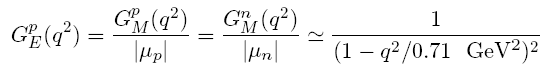 $G_E^p(q^2) = \frac{G_M^p(q^2)}{|\mu_p|} = \frac{G_M^n(q^2)}{|\mu_n|} \simeq \frac{1}{(1 - q^2/0.71 \ \text{GeV}^2)^2}$